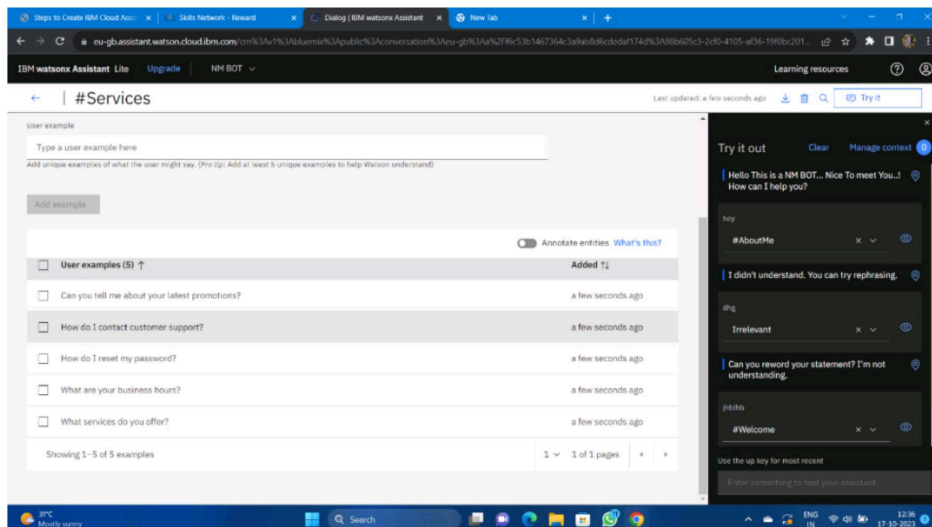 Steps to Create IBM Cloud Acco
Skills Network - Reward
Dialog | IBM watsonx Assistant
New Tab
eu-gb.assistant.watson.cloud.ibm.com
IBM watsonx Assistant Lite Upgrade NM BOT
Learning resources
#Services
Last updated: a few seconds ago
Try it
User example
Type a user example here
Add unique examples of what the user might say. (Pro tip: Add at least 5 unique examples to help Watson understand)
Add example
Annotate entities What's this?
User examples (5) ↑ Added ↑↓
Can you tell me about your latest promotions? a few seconds ago
How do I contact customer support? a few seconds ago
How do I reset my password? a few seconds ago
What are your business hours? a few seconds ago
What services do you offer? a few seconds ago
Showing 1–5 of 5 examples 1 1 of 1 pages
Try it out Clear Manage context 0
Hello This is a NM BOT... Nice To meet You..!
How can I help you?
hey
#AboutMe
I didn't understand. You can try rephrasing.
dhg
Irrelevant
Can you reword your statement? I'm not
understanding.
jhblhb
#Welcome
Use the up key for most recent
Enter something to test your assistant
31°C
Mostly sunny
Search
ENG
IN
12:36
17-10-2023